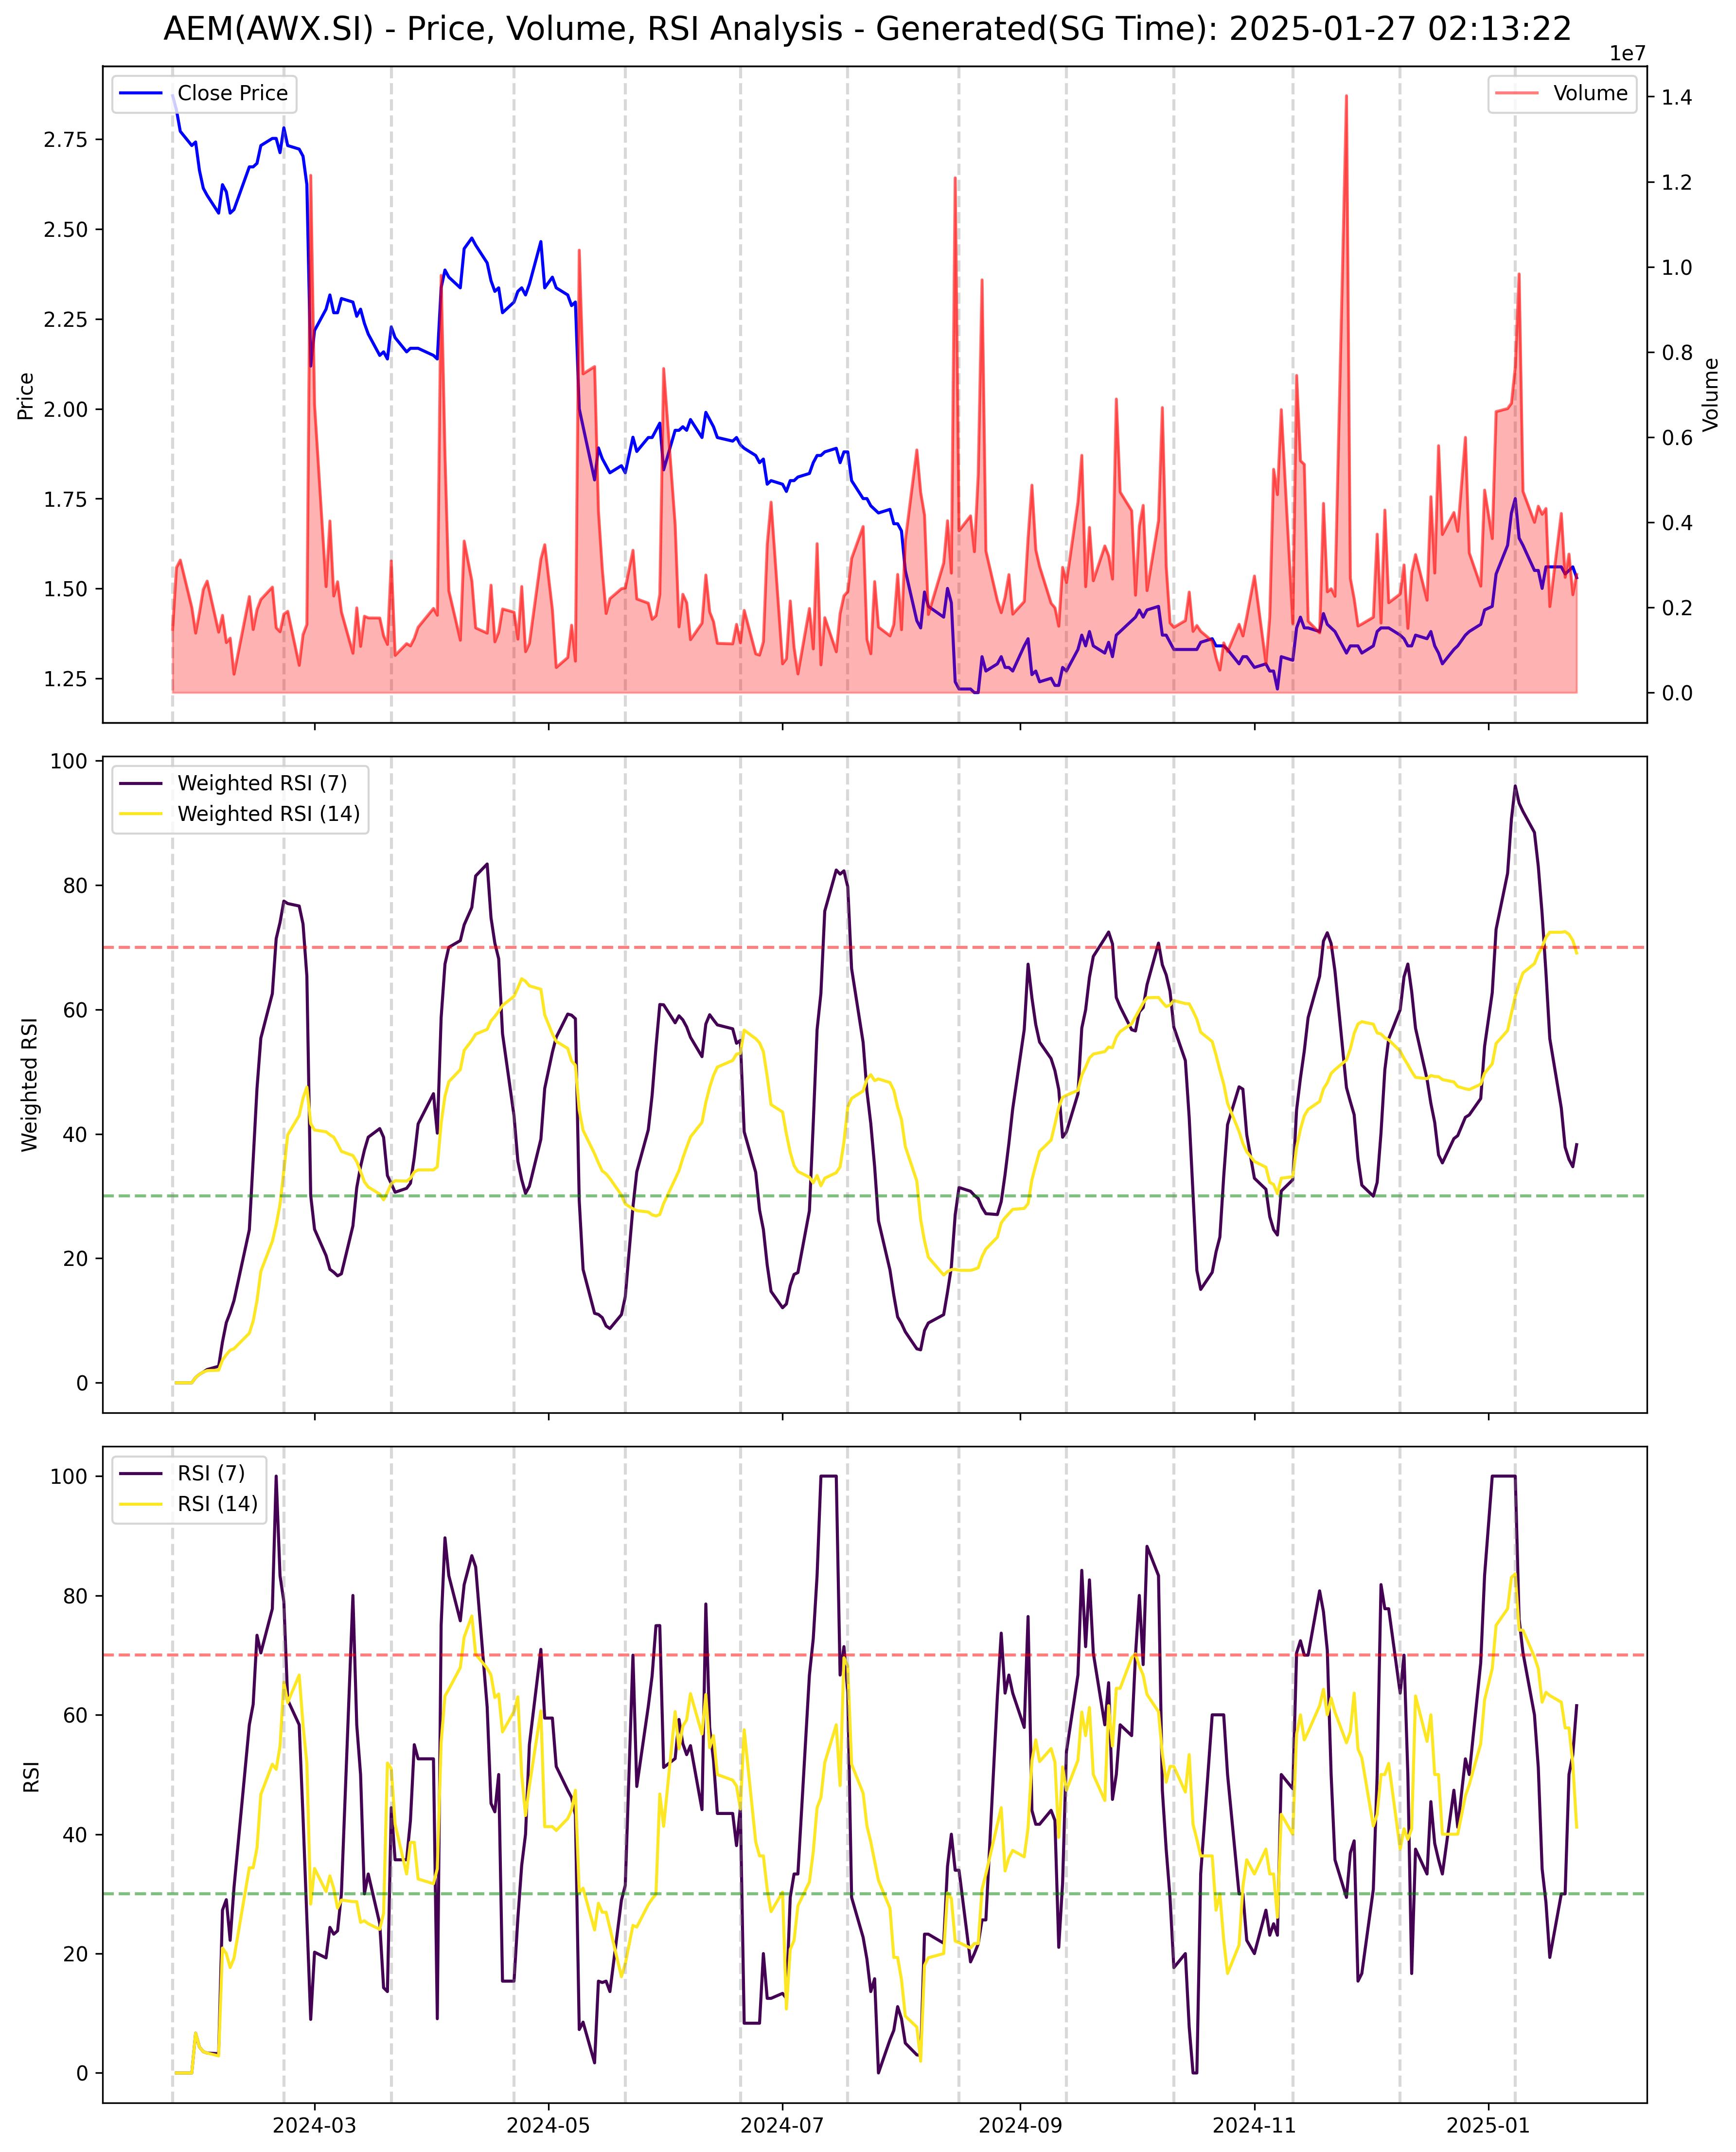 AEM(AWX.SI) - Price, Volume, RSI Analysis - Generated(SG Time): 2025-01-27 02:13:22
1e7
Close Price
Volume
2.75
2.50
2.25
2.00
1.75
1.50
1.25
Price
1.4
1.2
1.0
0.8
0.6
0.4
0.2
0.0
Volume
Weighted RSI (7)
Weighted RSI (14)
100
80
60
40
20
0
Weighted RSI
RSI (7)
RSI (14)
100
80
60
40
20
0
RSI
2024-03 2024-05 2024-07 2024-09 2024-11 2025-01